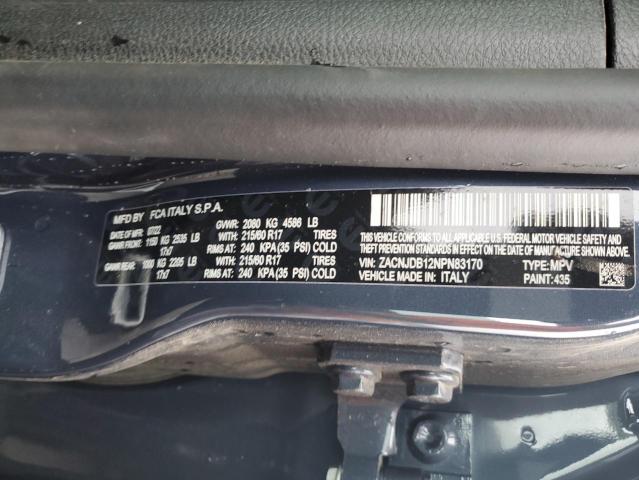 MFD BY FCA ITALY S.P.A.
DATE OF MFR 07/22 GVWR: 2080 KG 4586 LB
GAWR FRONT: 1150 KG 2535 LB WITH: 215/60 R17 TIRES
17x7 RIMS AT: 240 KPA (35 PSI) COLD
GAWR REAR: KG 2205 LB WITH: 215/60 R17 TIRES
17x7 RIMS AT: 240 KPA (35 PSI) COLD
THIS VEHICLE CONFORMS TO ALL APPLICABLE U.S. FEDERAL MOTOR VEHICLE SAFETY,
BUMPER, AND THEFT PREVENTION STANDARDS IN EFFECT ON THE DATE OF MANUFACTURE SHOWN ABOVE.
VIN: ZACNJDB12NPN83170 TYPE: MPV
VEHICLE MADE IN: ITALY PAINT: 435